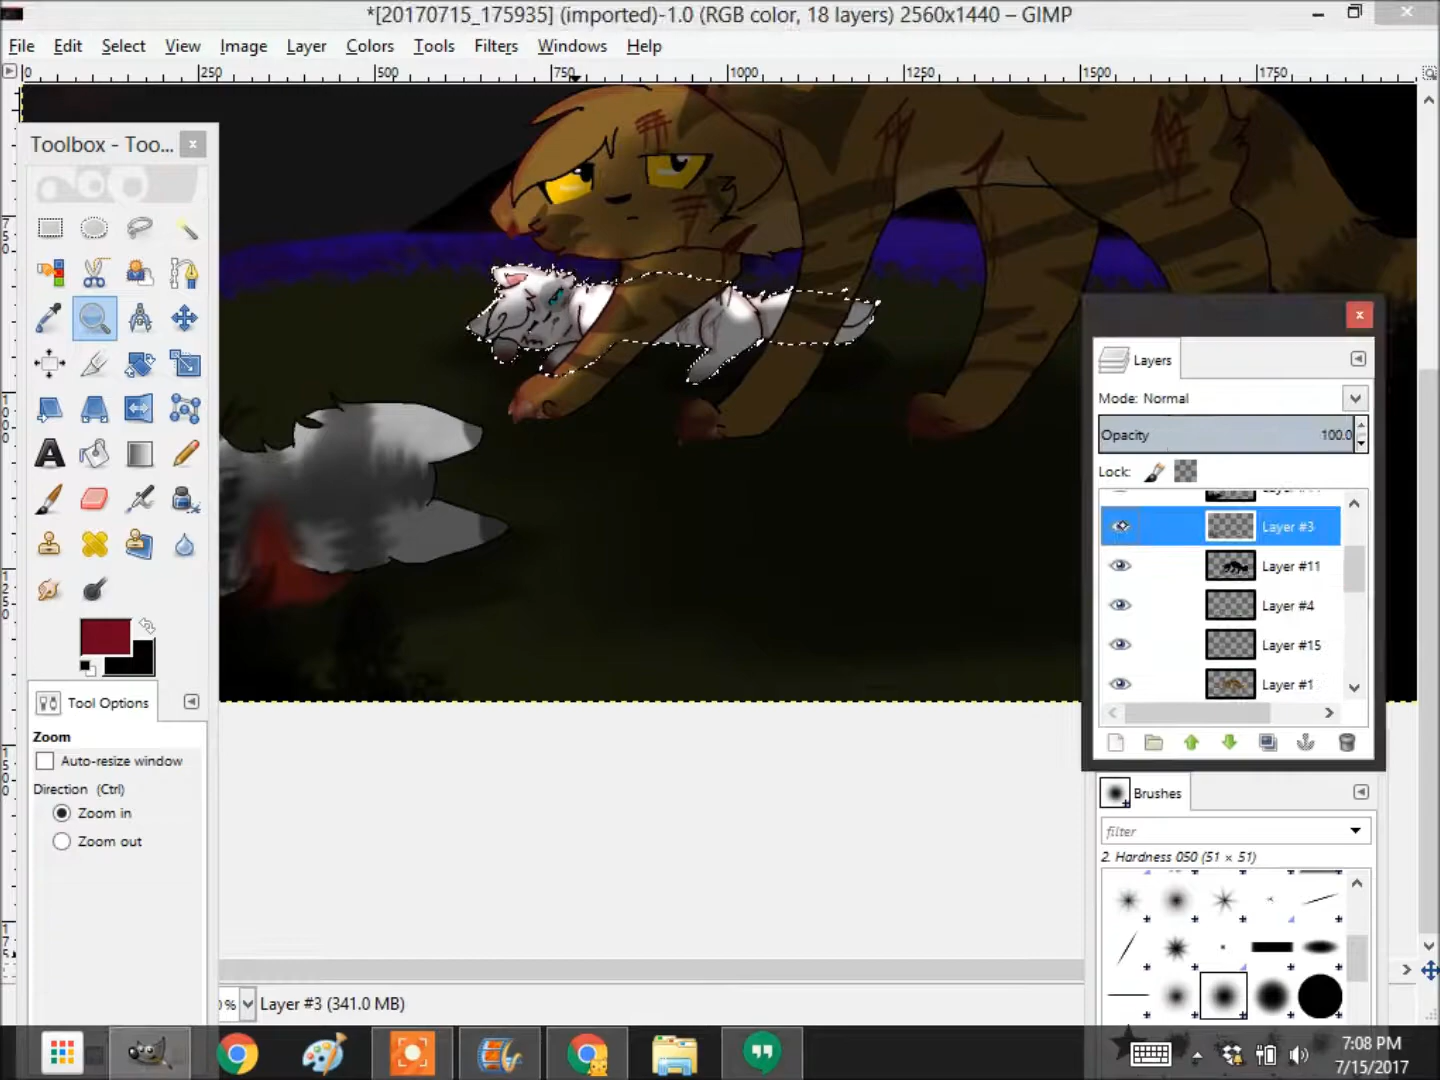 *[20170715_175935] (imported)-1.0 (RGB color, 18 layers) 2560x1440 – GIMP
File Edit Select View Image Layer Colors Tools Filters Windows Help
0 250 500 750 1000 1250 1500 1750
Toolbox - Too...
Layers
Mode: Normal
Opacity 100.0
Lock:
Layer #3
Layer #11
Layer #4
Layer #15
Layer #1
Tool Options
Zoom
Auto-resize window
Direction (Ctrl)
Zoom in
Zoom out
Brushes
filter
2. Hardness 050 (51 × 51)
% Layer #3 (341.0 MB)
7:08 PM
7/15/2017